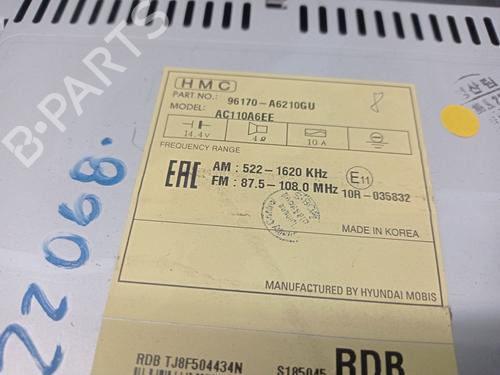 B-PARTS
HMC
PART NO.: 96170-A6210GU
MODEL: AC110A6EE
14.4V 4Ω 10A
FREQUENCY RANGE
EAC AM : 522-1620 KHz
FM : 87.5-108.0 MHz E11 10R-035832
MADE IN KOREA
MANUFACTURED BY HYUNDAI MOBIS
RDB TJ8F504434N S185045 RDB
22068.